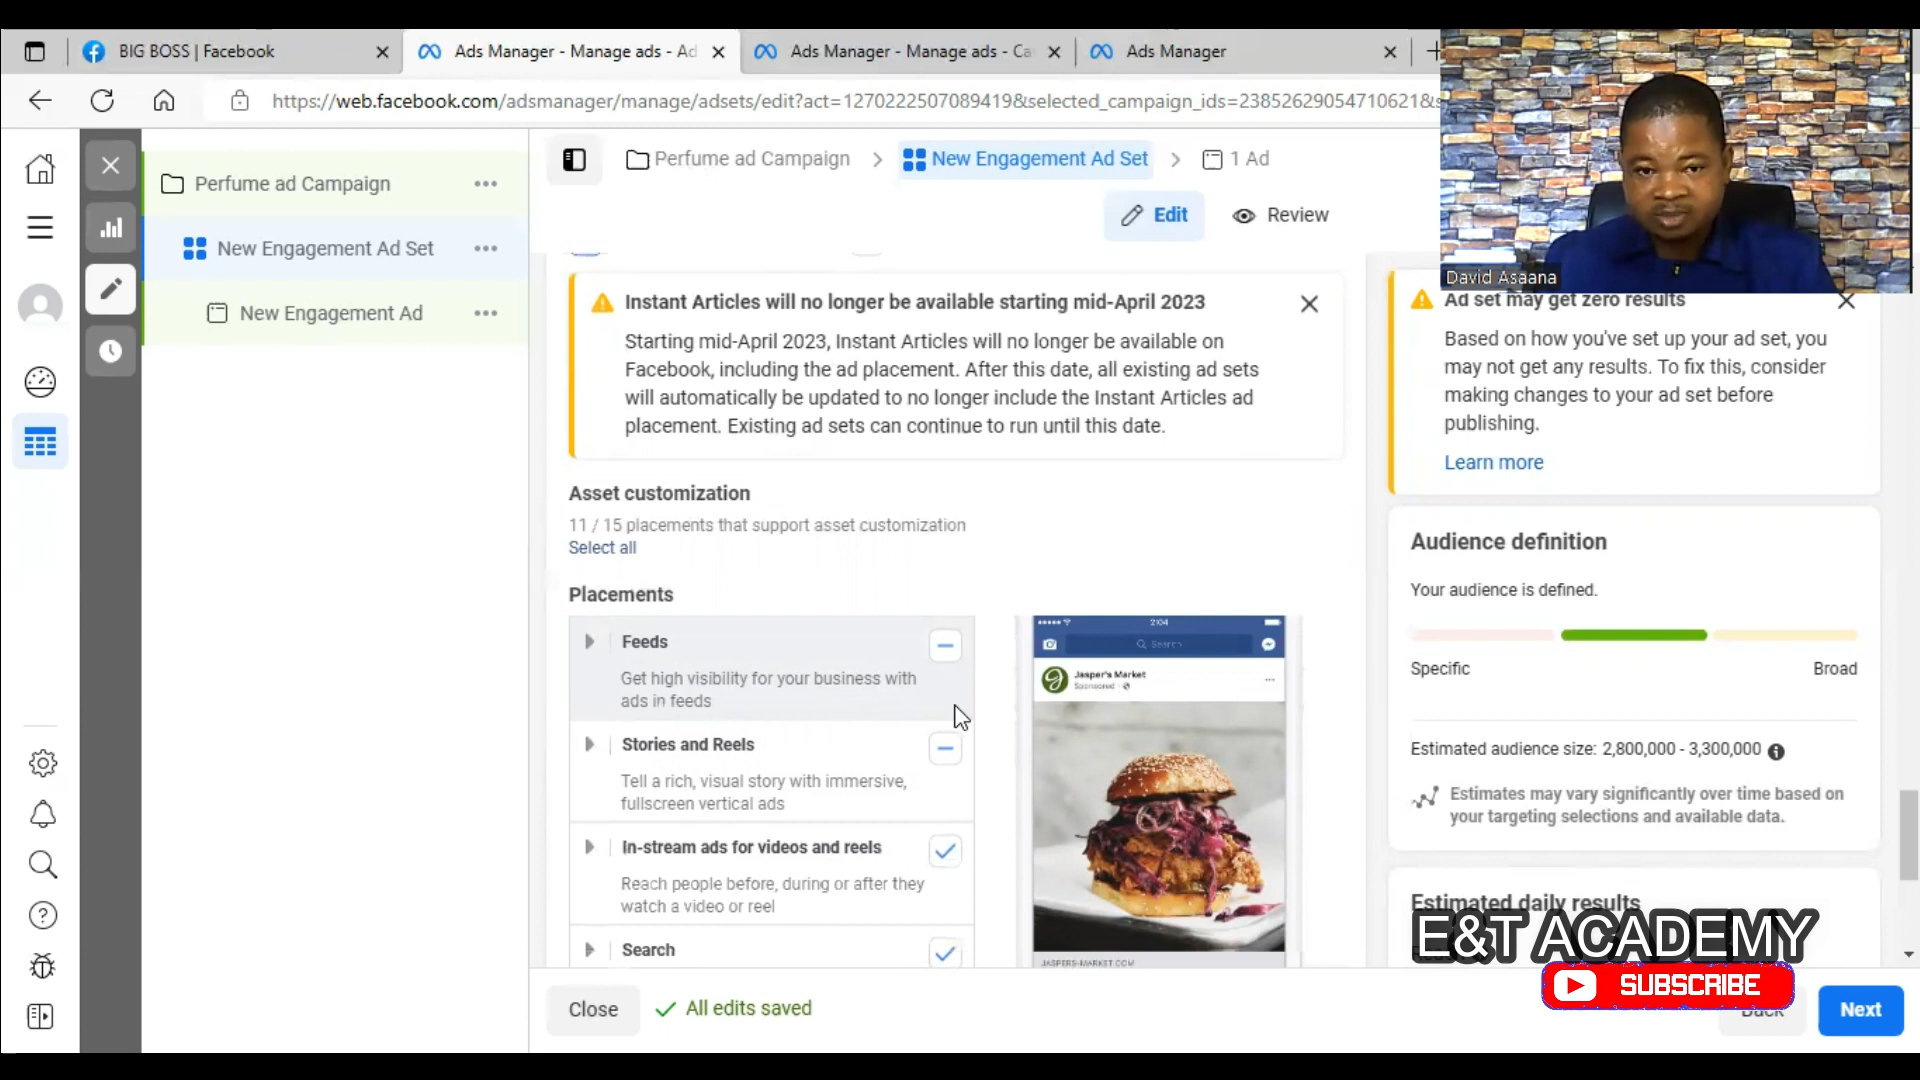 BIG BOSS | Facebook
Ads Manager - Manage ads - Ad
Ads Manager - Manage ads - Ca
Ads Manager
https://web.facebook.com/adsmanager/manage/adsets/edit?act=1270222507089419&selected_campaign_ids=23852629054710621&s
David Asaana
Perfume ad Campaign
New Engagement Ad Set
New Engagement Ad
Perfume ad Campaign
New Engagement Ad Set
1 Ad
Edit
Review
Instant Articles will no longer be available starting mid-April 2023
Starting mid-April 2023, Instant Articles will no longer be available on
Facebook, including the ad placement. After this date, all existing ad sets
will automatically be updated to no longer include the Instant Articles ad
placement. Existing ad sets can continue to run until this date.
Asset customization
11 / 15 placements that support asset customization
Select all
Placements
Feeds
Get high visibility for your business with
ads in feeds
Stories and Reels
Tell a rich, visual story with immersive,
fullscreen vertical ads
In-stream ads for videos and reels
Reach people before, during or after they
watch a video or reel
Search
2:04
Search
Jasper's Market
Sponsored
JASPERS-MARKET.COM
Ad set may get zero results
Based on how you've set up your ad set, you
may not get any results. To fix this, consider
making changes to your ad set before
publishing.
Learn more
Audience definition
Your audience is defined.
Specific
Broad
Estimated audience size: 2,800,000 - 3,300,000
Estimates may vary significantly over time based on
your targeting selections and available data.
Estimated daily results
E&T ACADEMY
SUBSCRIBE
Close
All edits saved
Back
Next